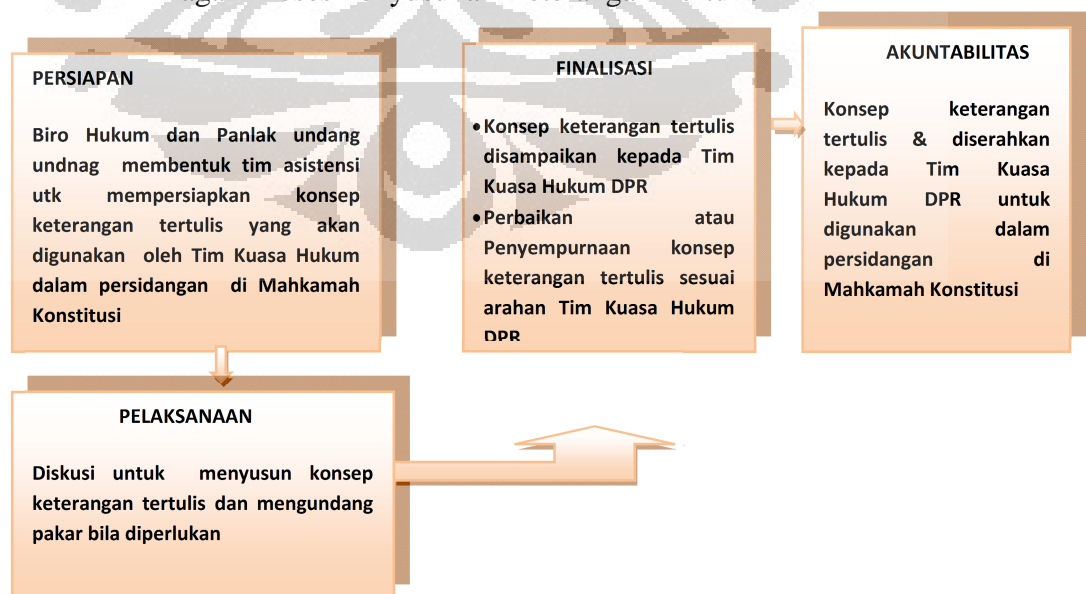 PERSIAPAN
Biro Hukum dan Panlak undang
undnag membentuk tim asistensi
utk mempersiapkan konsep
keterangan tertulis yang akan
digunakan oleh Tim Kuasa Hukum
dalam persidangan di Mahkamah
Konstitusi
PELAKSANAAN
Diskusi untuk menyusun konsep
keterangan tertulis dan mengundang
pakar bila diperlukan
FINALISASI
•Konsep keterangan tertulis
disampaikan kepada Tim
Kuasa Hukum DPR
•Perbaikan atau
Penyempurnaan konsep
keterangan tertulis sesuai
arahan Tim Kuasa Hukum
DPR
AKUNTABILITAS
Konsep keterangan
tertulis & diserahkan
kepada Tim Kuasa
Hukum DPR untuk
digunakan dalam
persidangan di
Mahkamah Konstitusi